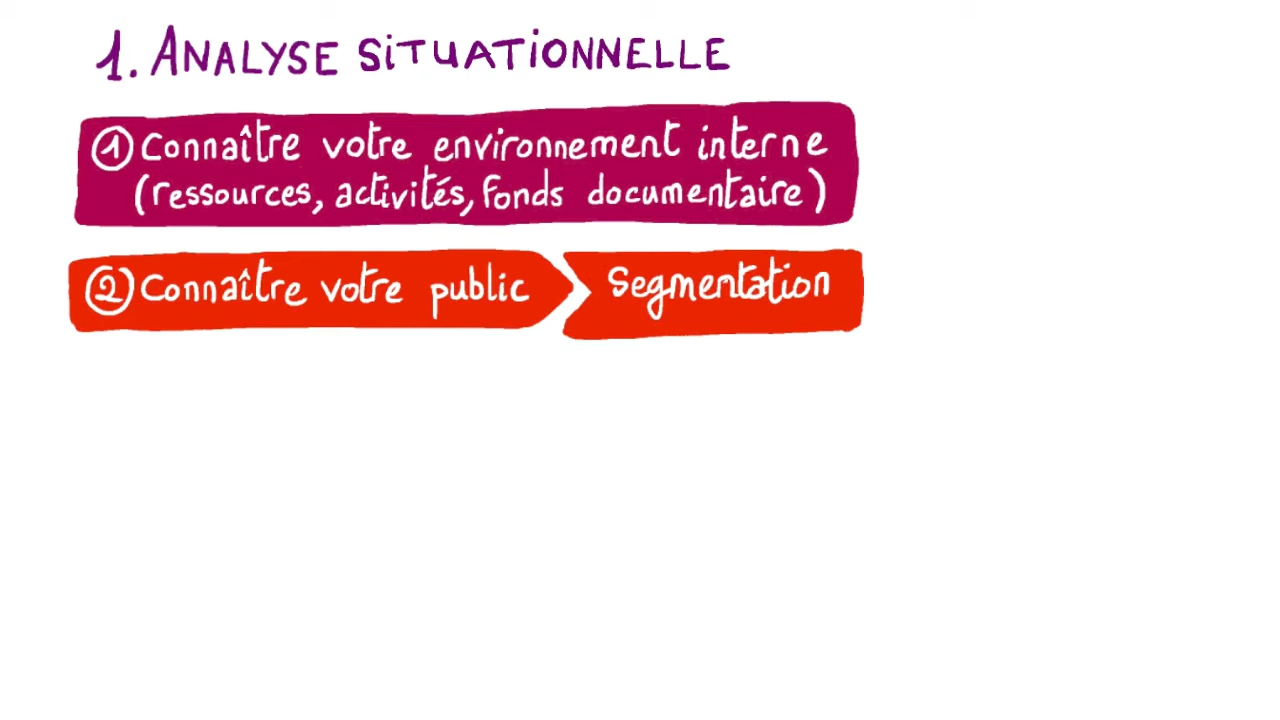 1. ANALYSE SITUATIONNELLE
① Connaître votre environnement interne
(ressources, activités, fonds documentaire)
② Connaître votre public Segmentation